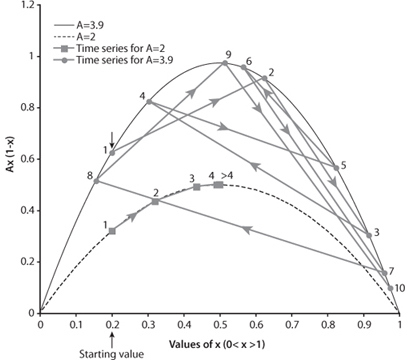 1.2
A=3.9
A=2
Time series for A=2
Time series for A=3.9
1
0.8
0.6
0.4
0.2
0
Ax (1-x)
9 6 2
4
1
5
8
3 4 >4
2
1
3
7
10
0 0.1 0.2 0.3 0.4 0.5 0.6 0.7 0.8 0.9 1
Values of x (0< x >1)
Starting value